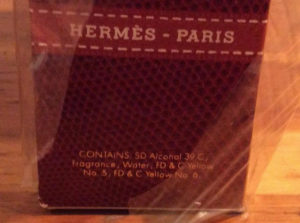 HERMÈS - PARIS
CONTAINS: SD Alcohol 39 C,
Fragrance, Water, FD & C Yellow
No. 5, FD & C Yellow No. 6.